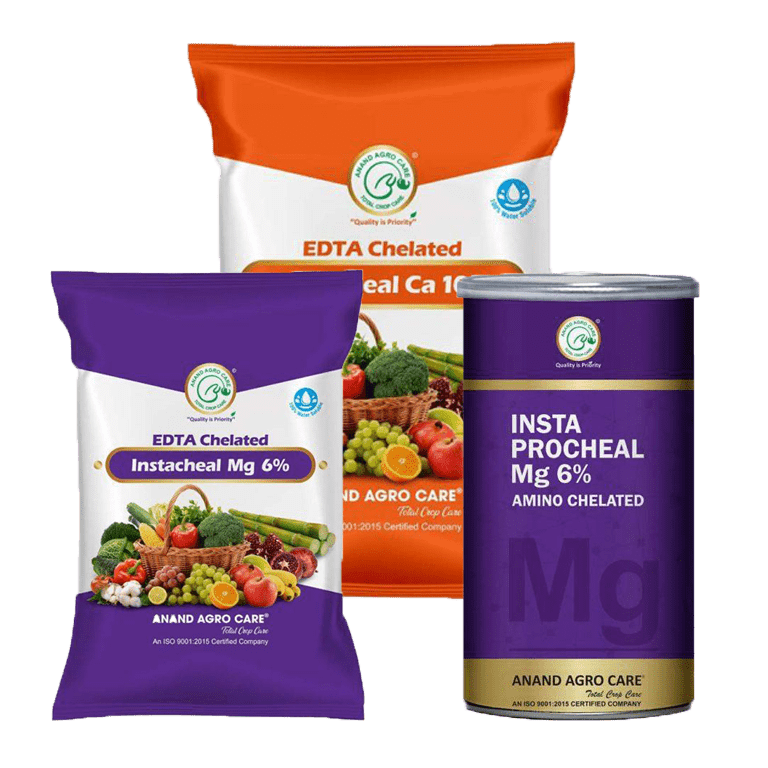 ANAND AGRO CARE
TOTAL CROP CARE
"Quality is Priority"
100% Water Soluble
EDTA Chelated
eal Ca 10
AND AGRO CARE®
Total Crop Care
9001:2015 Certified Company
ANAND AGRO CARE
TOTAL CROP CARE
"Quality is Priority"
100% Water Soluble
EDTA Chelated
Instacheal Mg 6%
ANAND AGRO CARE®
Total Crop Care
An ISO 9001:2015 Certified Company
ANAND AGRO CARE
TOTAL CROP CARE
Quality is Priority
INSTA
PROCHEAL
Mg 6%
AMINO CHELATED
Mg
ANAND AGRO CARE®
Total Crop Care
AN ISO 9001:2015 CERTIFIED COMPANY